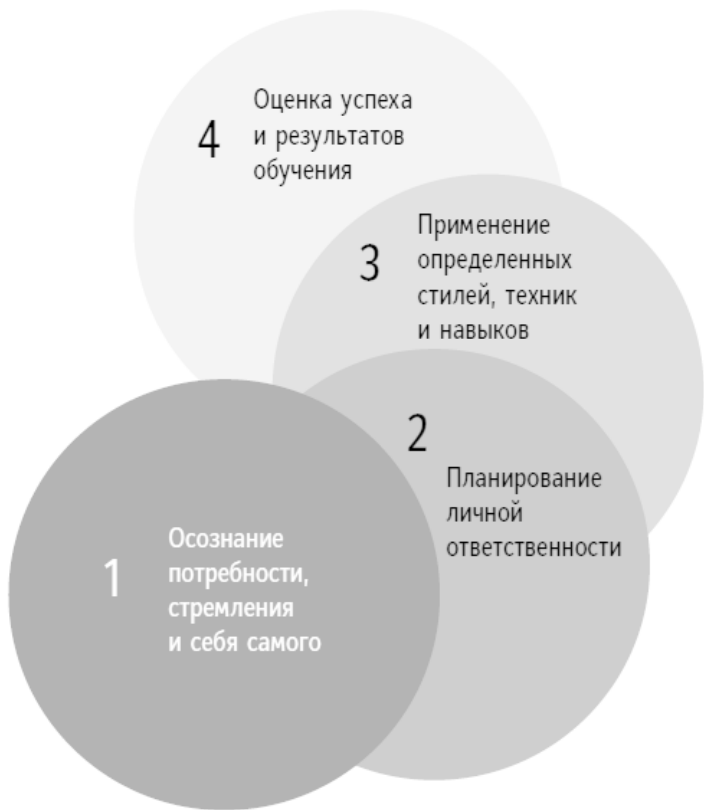 4
Оценка успеха
и результатов
обучения
3
Применение
определенных
стилей, техник
и навыков
2
Планирование
личной
ответственности
1
Осознание
потребности,
стремления
и себя самого